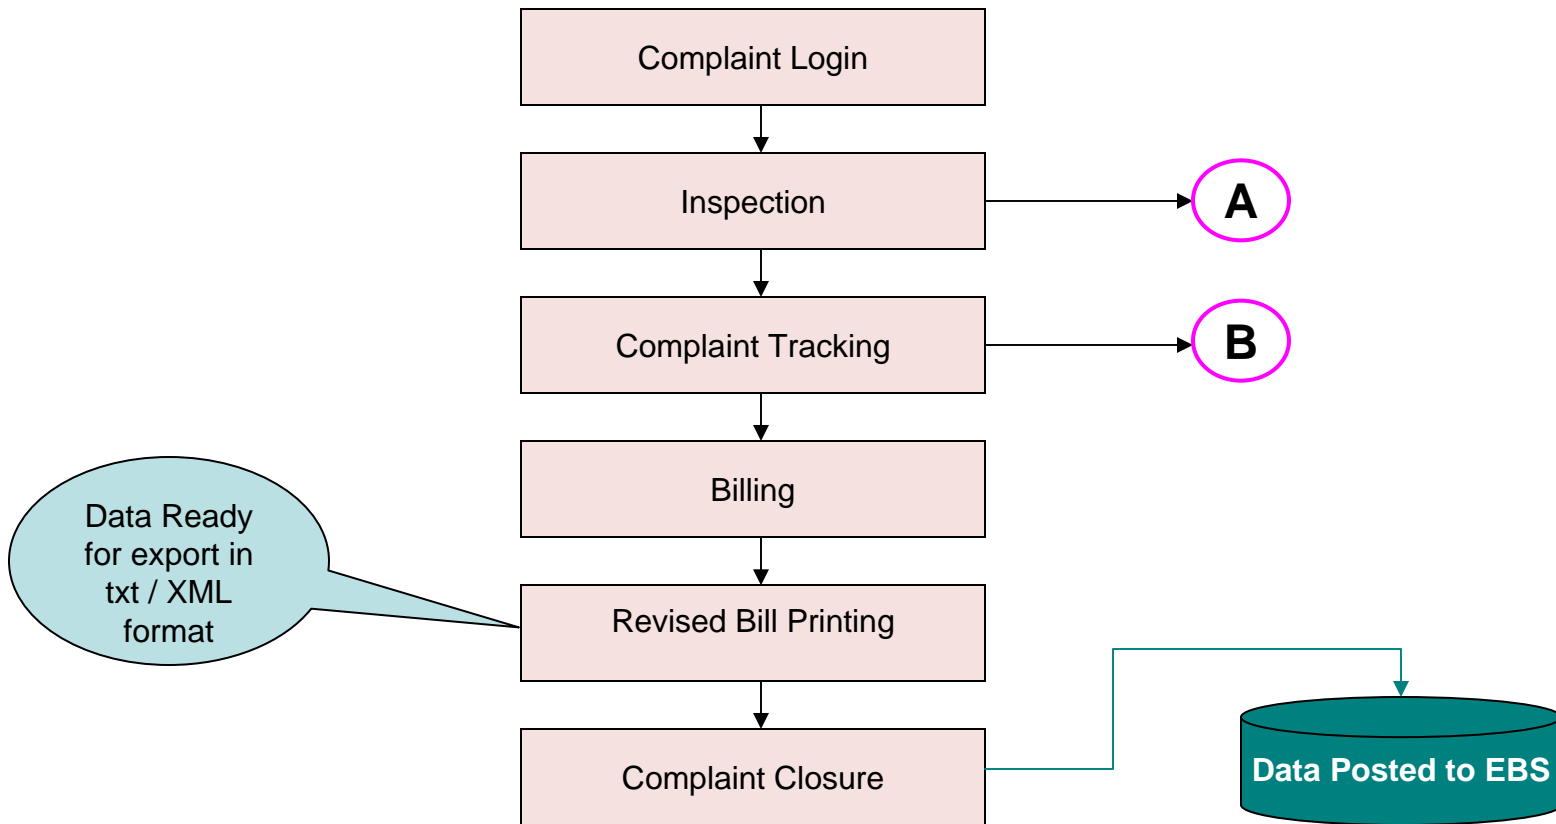 Complaint Login
Inspection
A
Complaint Tracking
B
Billing
Data Ready
for export in
txt / XML
format
Revised Bill Printing
Complaint Closure
Data Posted to EBS